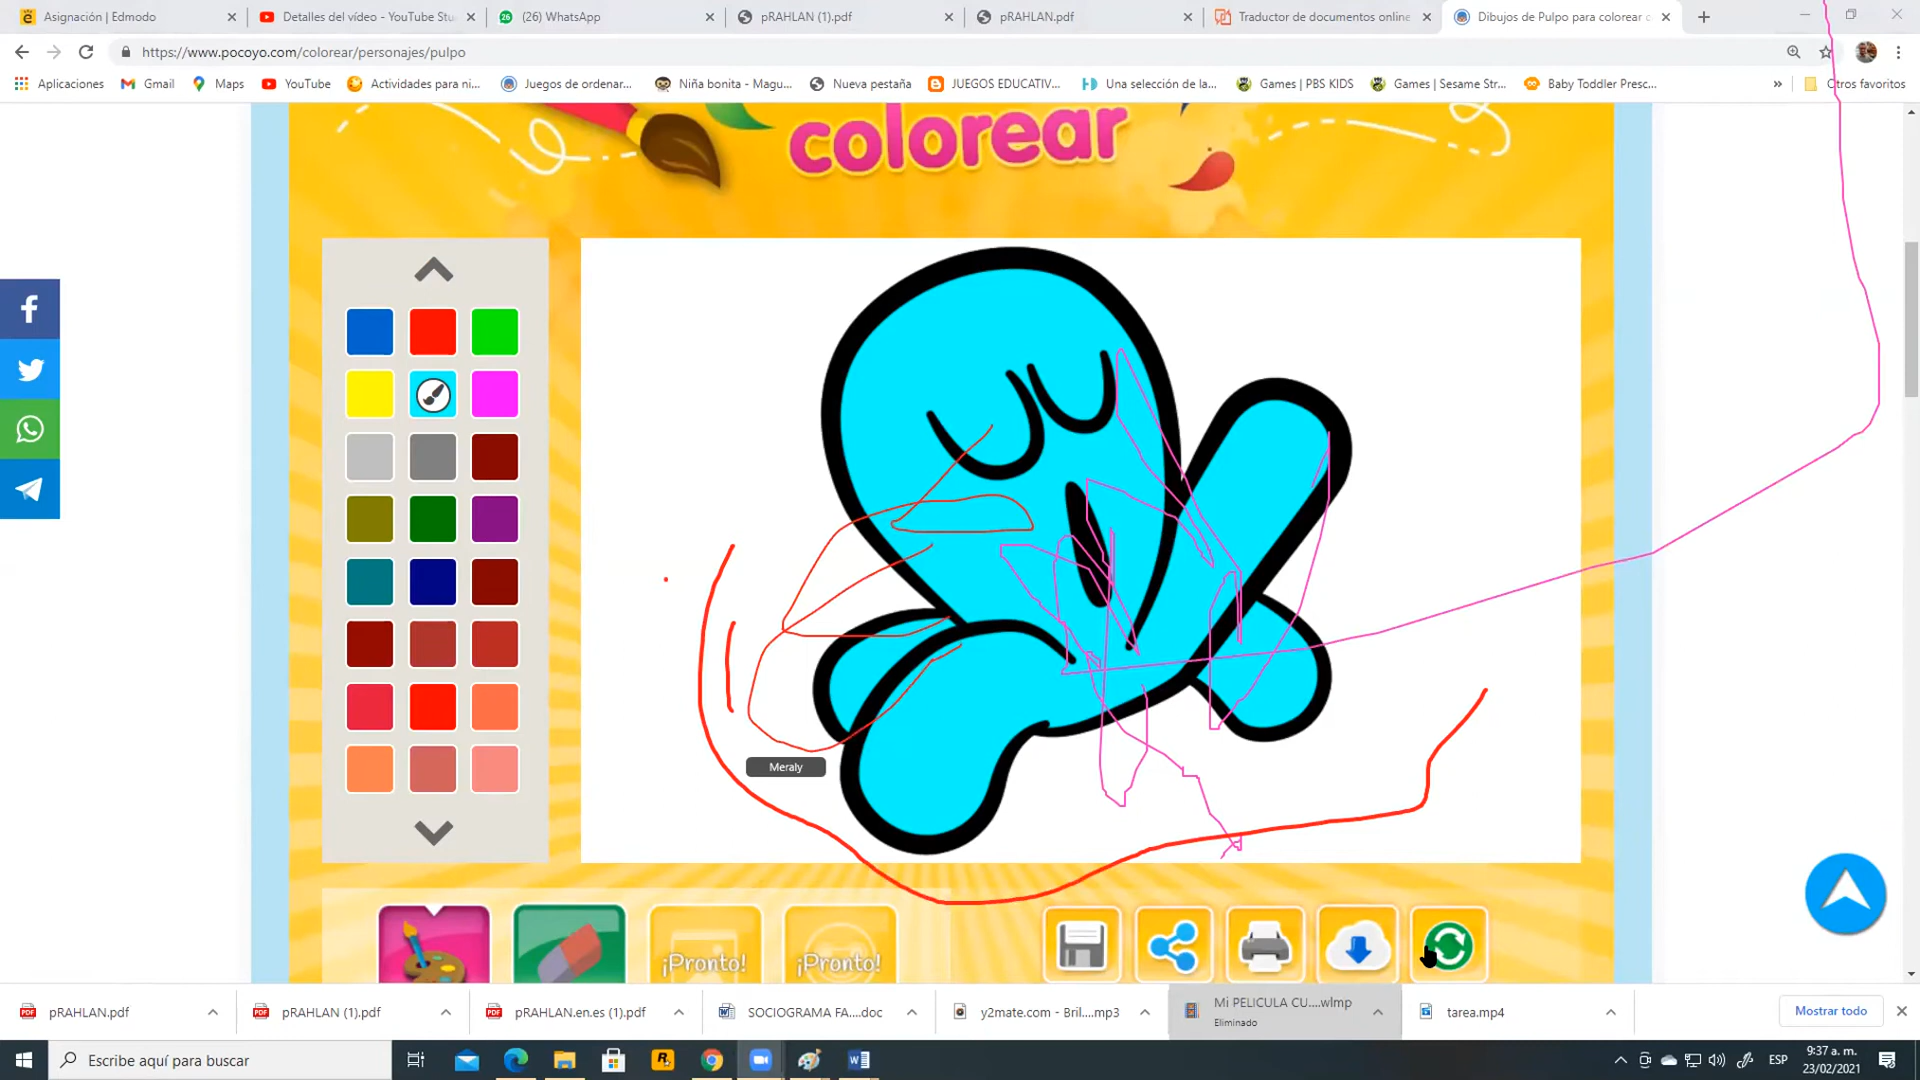 Asignación | Edmodo
Detalles del vídeo - YouTube Stu
(26) WhatsApp
pRAHLAN (1).pdf
pRAHLAN.pdf
Traductor de documentos online
Dibujos de Pulpo para colorear o
https://www.pocoyo.com/colorear/personajes/pulpo
Aplicaciones
Gmail
Maps
YouTube
Actividades para ni...
Juegos de ordenar...
Niña bonita - Magu...
Nueva pestaña
JUEGOS EDUCATIV...
Una selección de la...
Games | PBS KIDS
Games | Sesame Str...
Baby Toddler Presc...
»
Otros favoritos
colorear
Meraly
¡Pronto!
¡Pronto!
pRAHLAN.pdf
pRAHLAN (1).pdf
pRAHLAN.en.es (1).pdf
SOCIOGRAMA FA....doc
y2mate.com - Bril....mp3
Mi PELICULA CU....wlmp
Eliminado
tarea.mp4
Mostrar todo
Escribe aquí para buscar
ESP
9:37 a. m.
23/02/2021